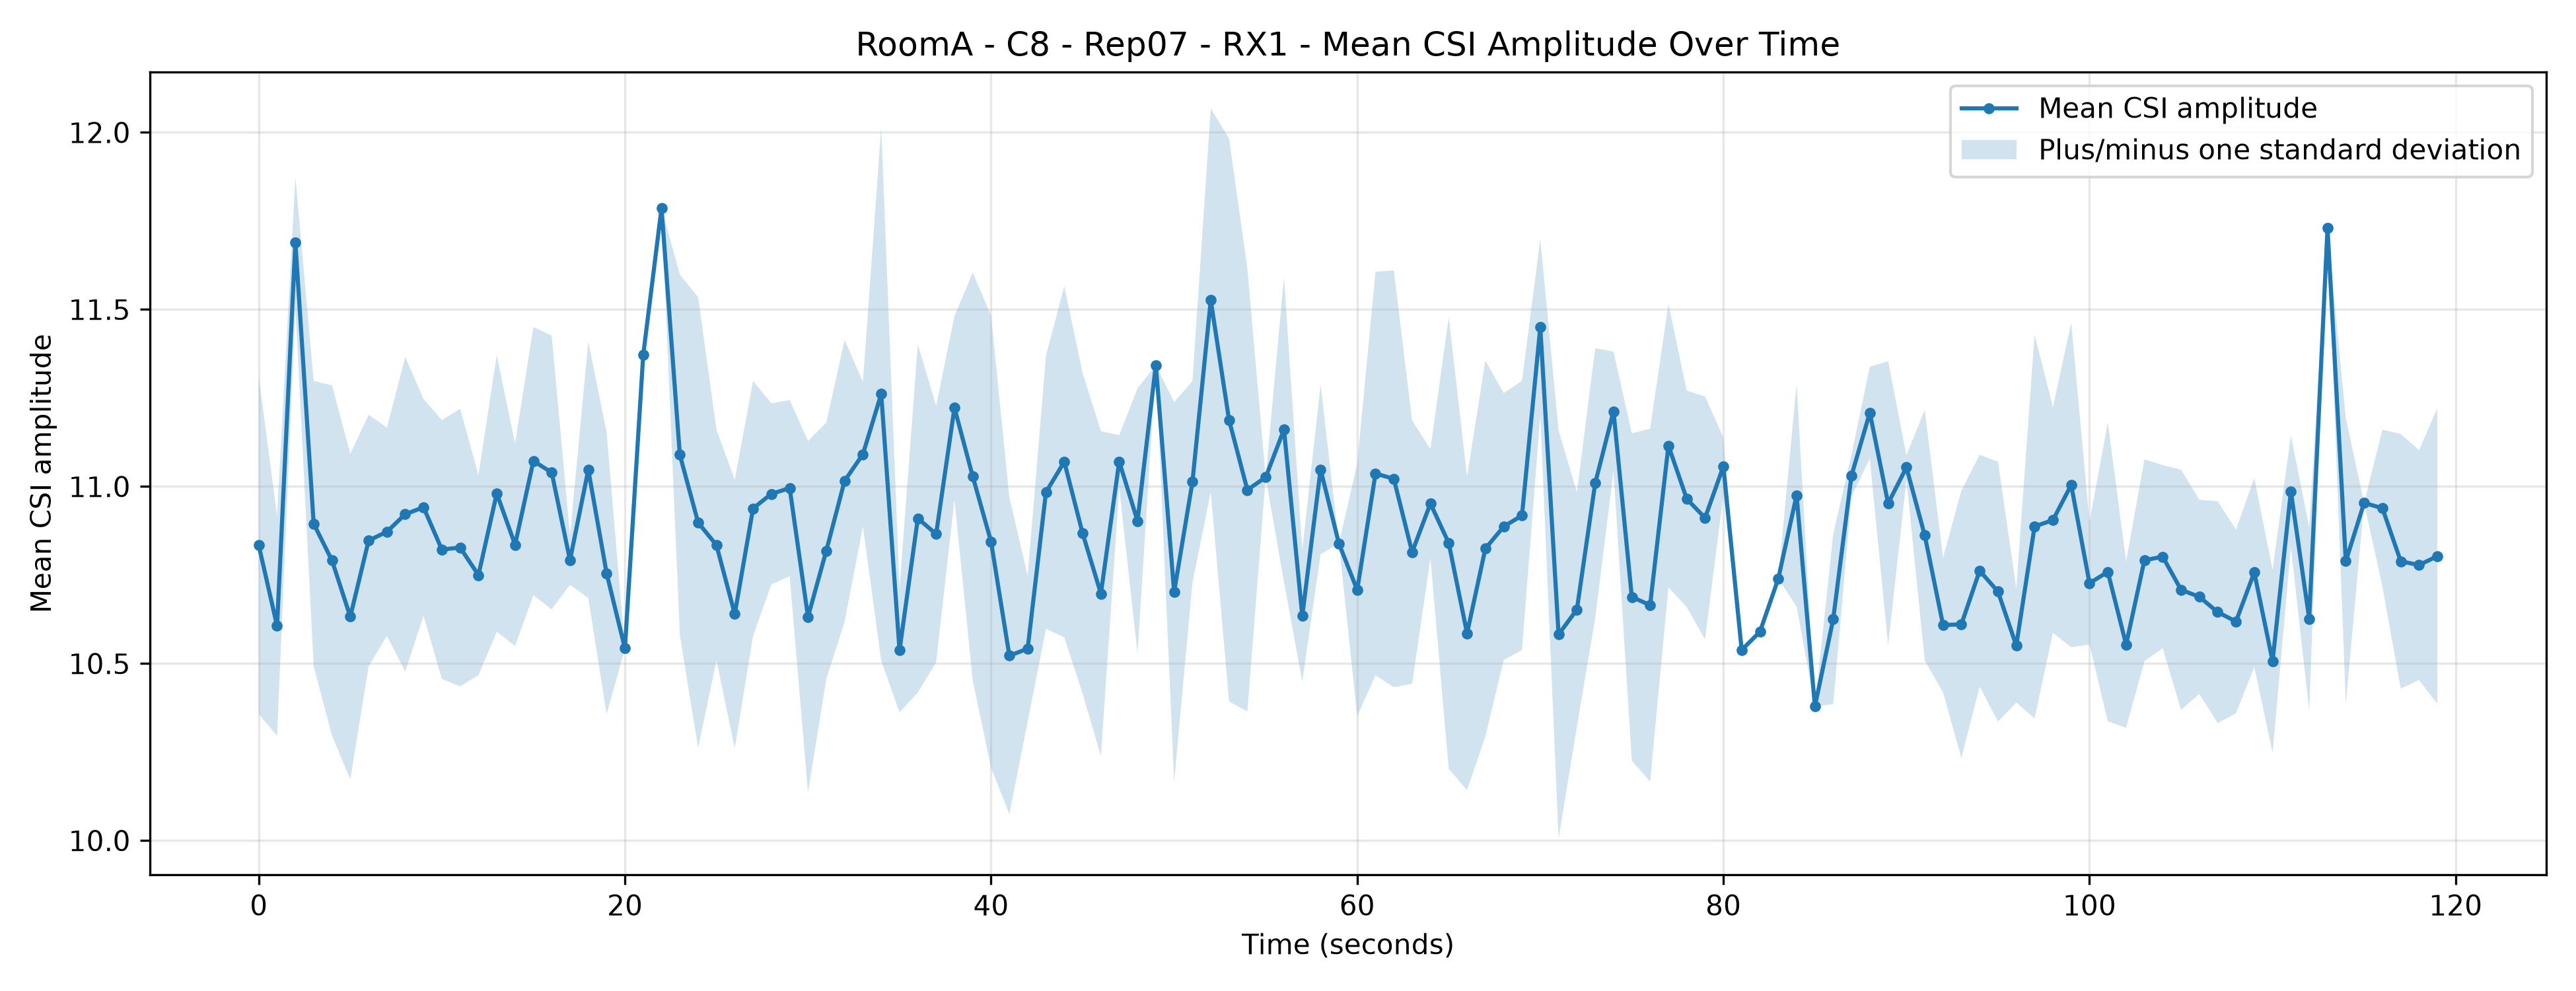 RoomA - C8 - Rep07 - RX1 - Mean CSI Amplitude Over Time
Mean CSI amplitude
Plus/minus one standard deviation
Mean CSI amplitude
12.0
11.5
11.0
10.5
10.0
0 20 40 60 80 100 120
Time (seconds)